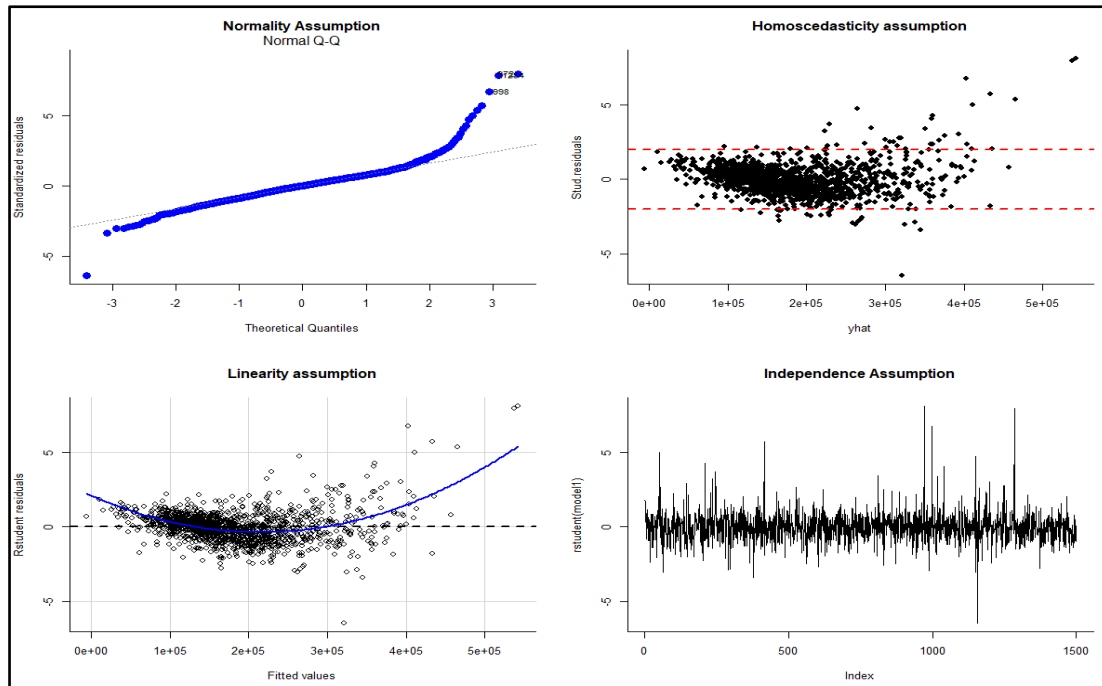 Normality Assumption
Normal Q-Q
Standardized residuals
5
0
-5
998
-3 -2 -1 0 1 2 3
Theoretical Quantiles
Homoscedasticity assumption
Stud.residuals
5
0
-5
0e+00 1e+05 2e+05 3e+05 4e+05 5e+05
yhat
Linearity assumption
Rstudent residuals
5
0
-5
0e+00 1e+05 2e+05 3e+05 4e+05 5e+05
Fitted values
Independence Assumption
rstudent(model1)
5
0
-5
0 500 1000 1500
Index